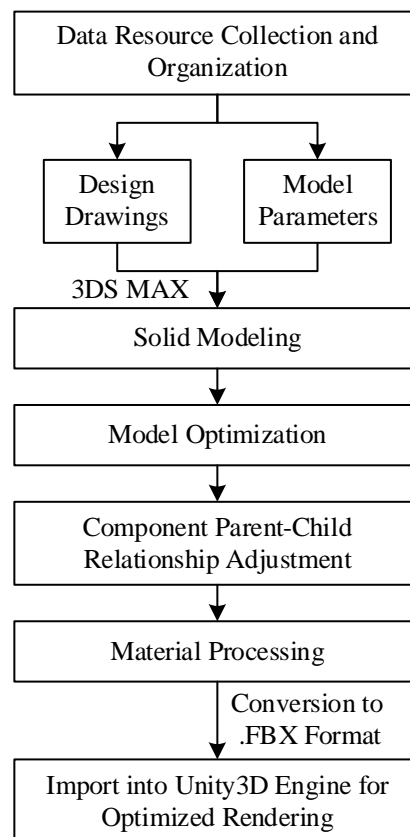 Data Resource Collection and
Organization
Design
Drawings
Model
Parameters
3DS MAX
Solid Modeling
Model Optimization
Component Parent-Child
Relationship Adjustment
Material Processing
Conversion to
.FBX Format
Import into Unity3D Engine for
Optimized Rendering